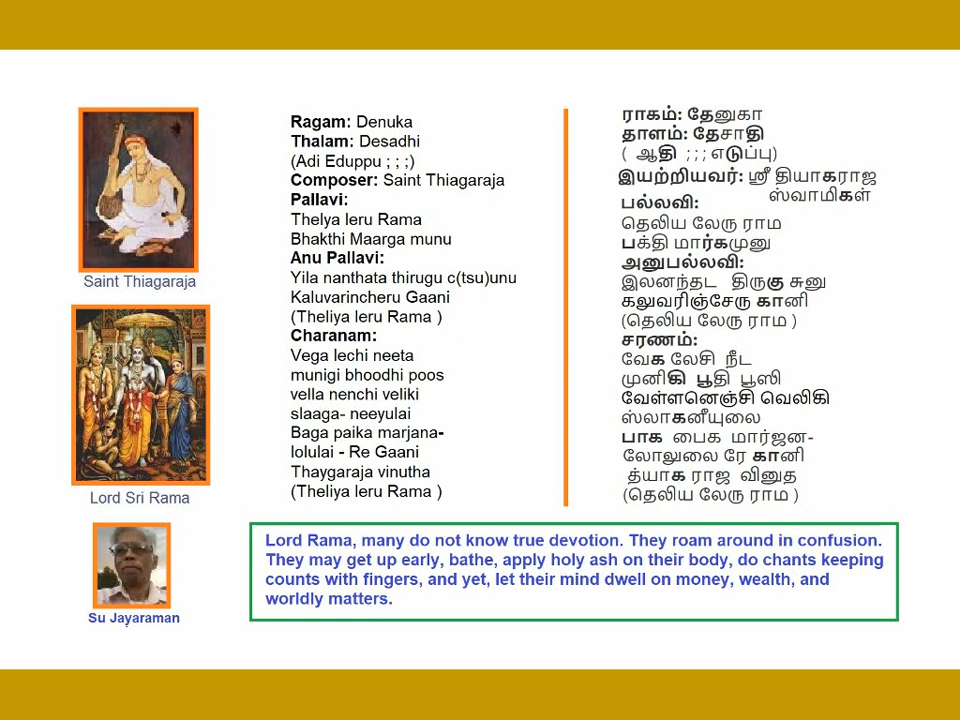 Saint Thiagaraja
Lord Sri Rama
Su Jayaraman
Ragam: Denuka
Thalam: Desadhi
(Adi Eduppu ; ; ;)
Composer: Saint Thiagaraja
Pallavi:
Thelya leru Rama
Bhakthi Maarga munu
Anu Pallavi:
Yila nanthata thirugu c(tsu)unu
Kaluvarincheru Gaani
(Theliya leru Rama )
Charanam:
Vega lechi neeta
munigi bhoodhi poos
vella nenchi veliki
slaaga- neeyulai
Baga paika marjana-
lolulai - Re Gaani
Thaygaraja vinutha
(Theliya leru Rama )
ராகம்: தேனுகா
தாளம்: தேசாதி
( ஆதி ; ; ; எடுப்பு)
இயற்றியவர்: ஸ்ரீ தியாகராஜ
ஸ்வாமிகள்
பல்லவி:
தெலிய லேரு ராம
பக்தி மார்கமுனு
அனுபல்லவி:
இலனந்தட திருகு சுனு
கலுவரிஞ்சேரு கானி
(தெலிய லேரு ராம )
சரணம்:
வேக லேசி நீட
முனிகி பூதி பூஸி
வேள்ளனெஞ்சி வெலிகி
ஸ்லாகனீயுலை
பாக பைக மார்ஜன-
லோலுலை ரே கானி
த்யாக ராஜ வினுத
(தெலிய லேரு ராம )
Lord Rama, many do not know true devotion. They roam around in confusion.
They may get up early, bathe, apply holy ash on their body, do chants keeping
counts with fingers, and yet, let their mind dwell on money, wealth, and
worldly matters.